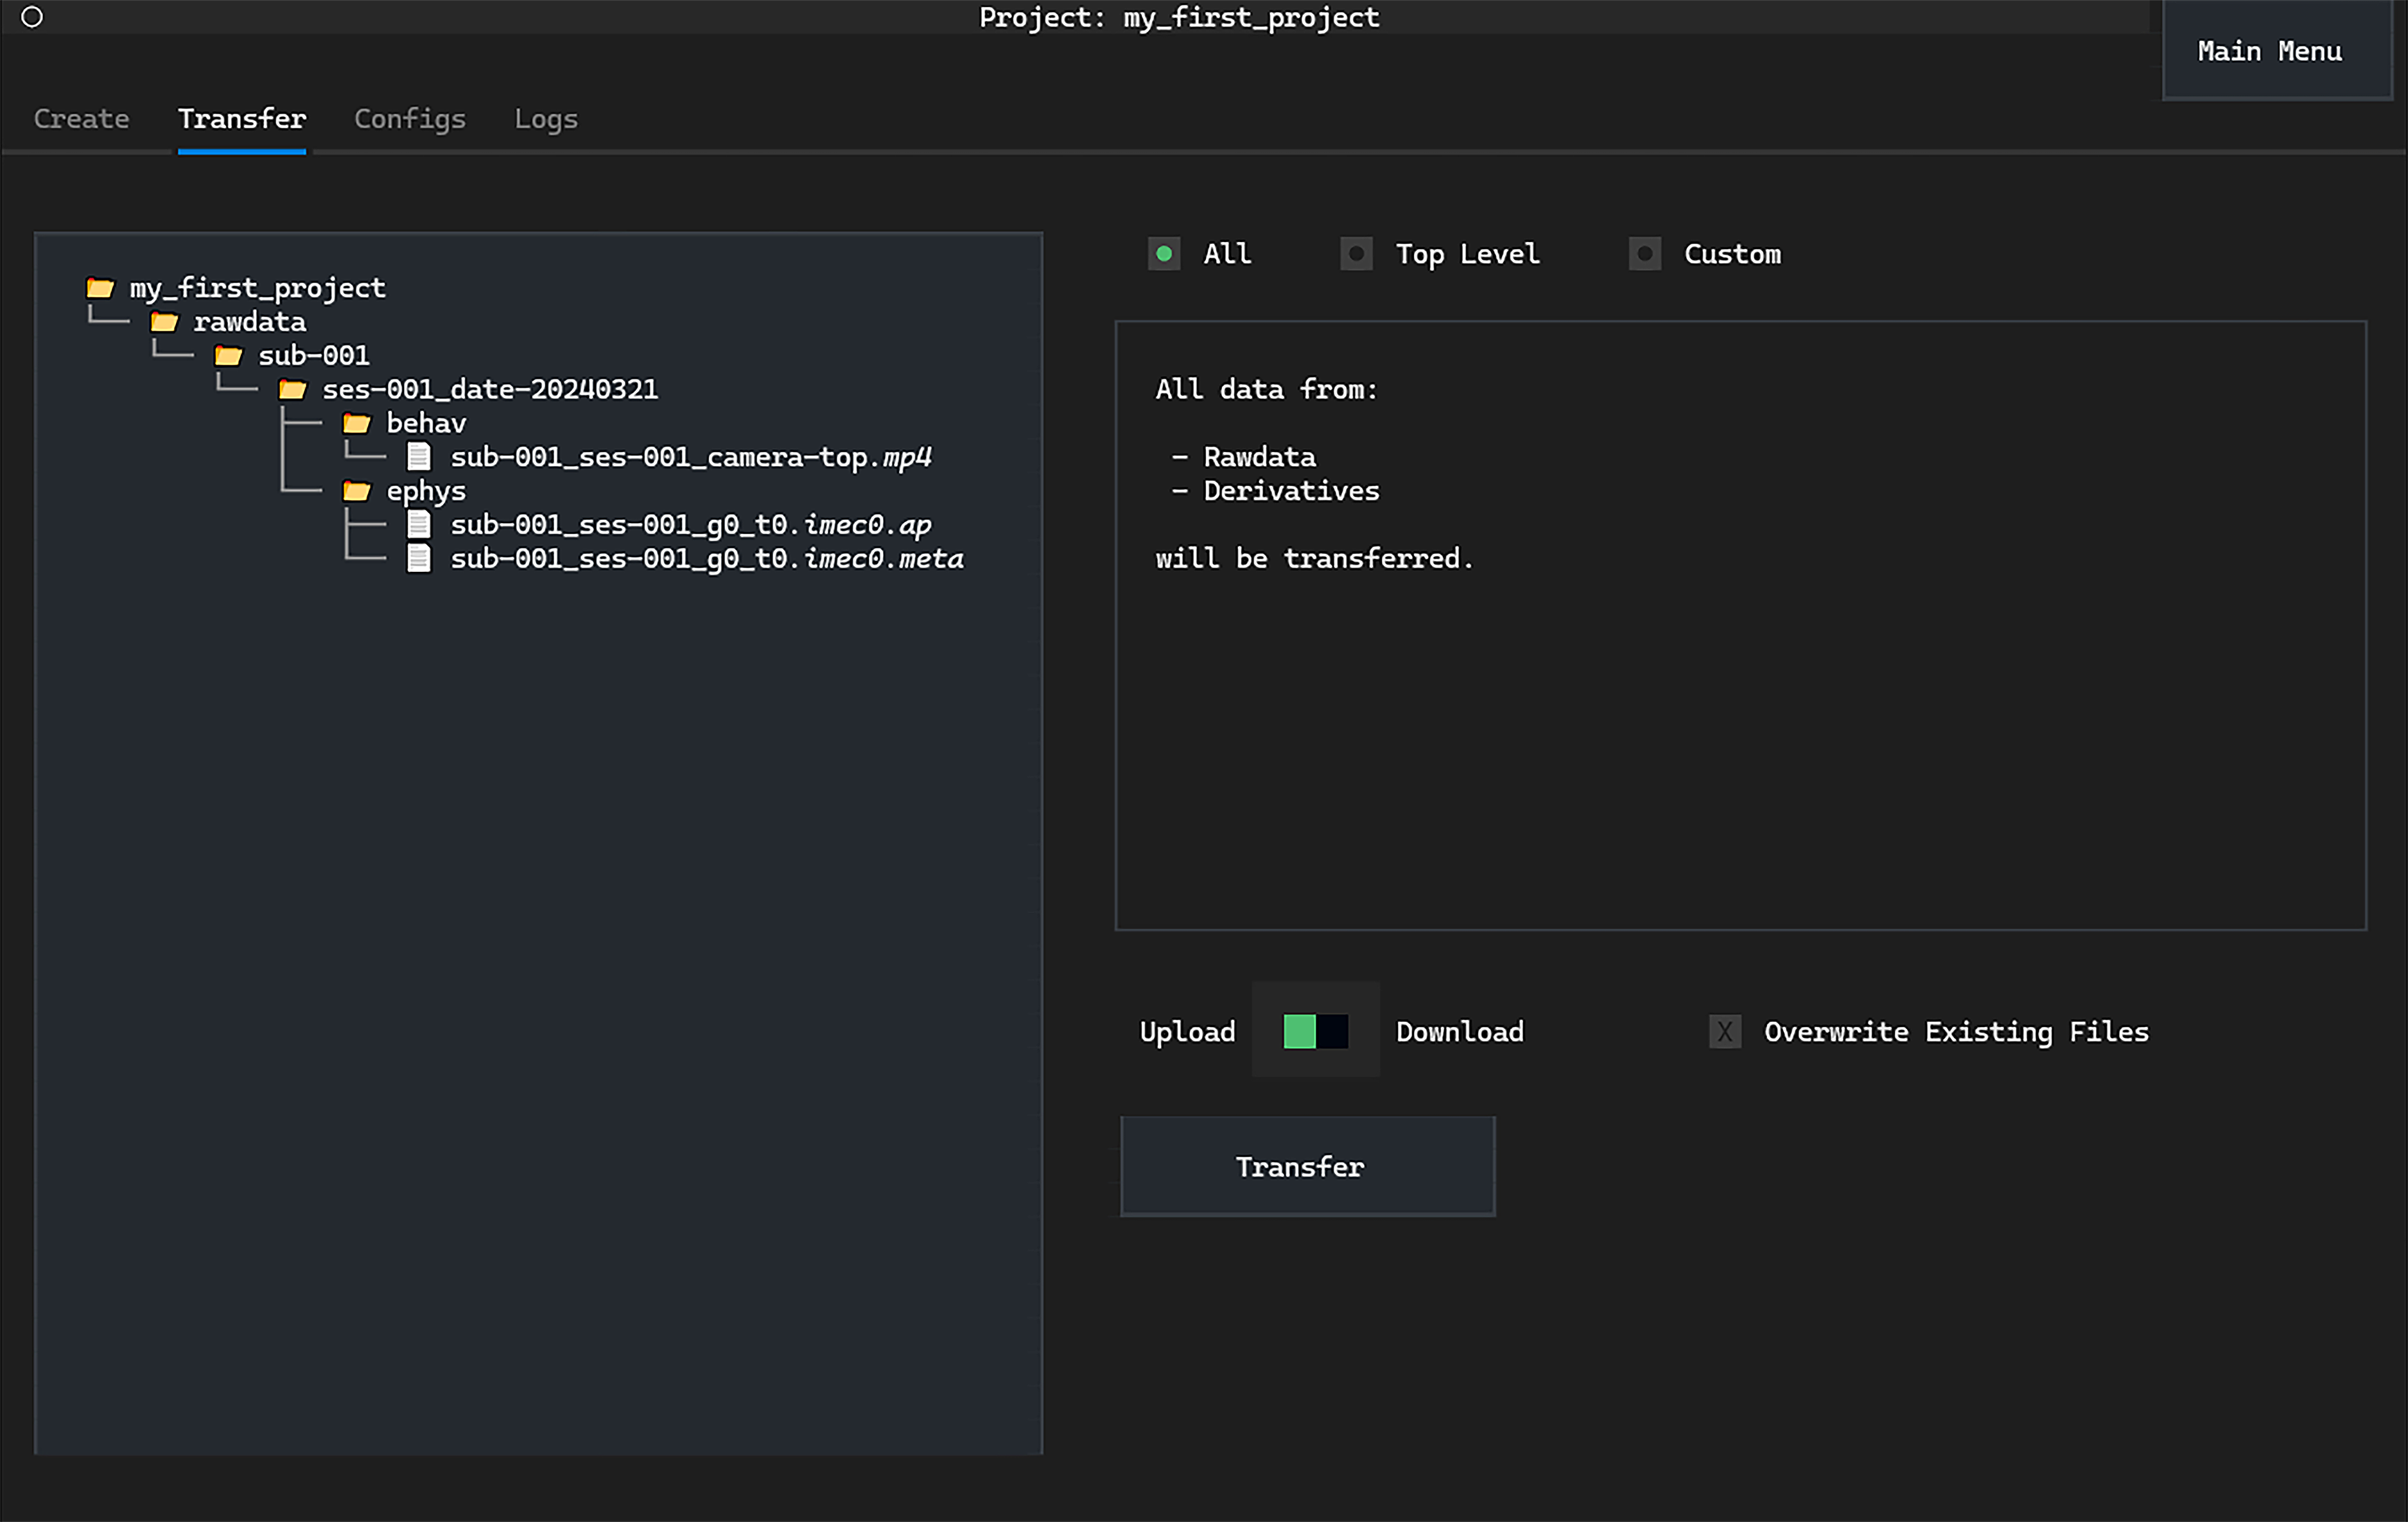 Project: my_first_project
Main Menu
Create Transfer Configs Logs
my_first_project
rawdata
sub-001
ses-001_date-20240321
behav
sub-001_ses-001_camera-top.mp4
ephys
sub-001_ses-001_g0_t0.imec0.ap
sub-001_ses-001_g0_t0.imec0.meta
All Top Level Custom
All data from:
- Rawdata
- Derivatives
will be transferred.
Upload Download X Overwrite Existing Files
Transfer